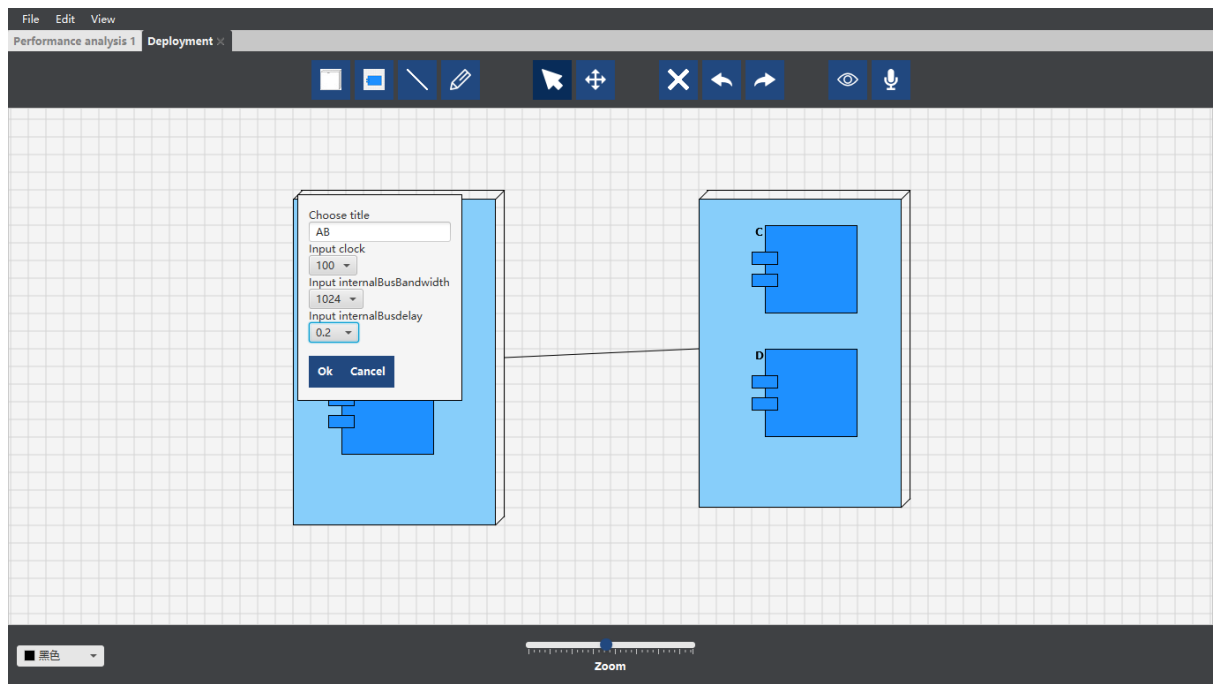 File Edit View
Performance analysis 1 Deployment
Choose title
AB
Input clock
100
Input internalBusBandwidth
1024
Input internalBusdelay
0.2
Ok Cancel
C
D
黑色
Zoom